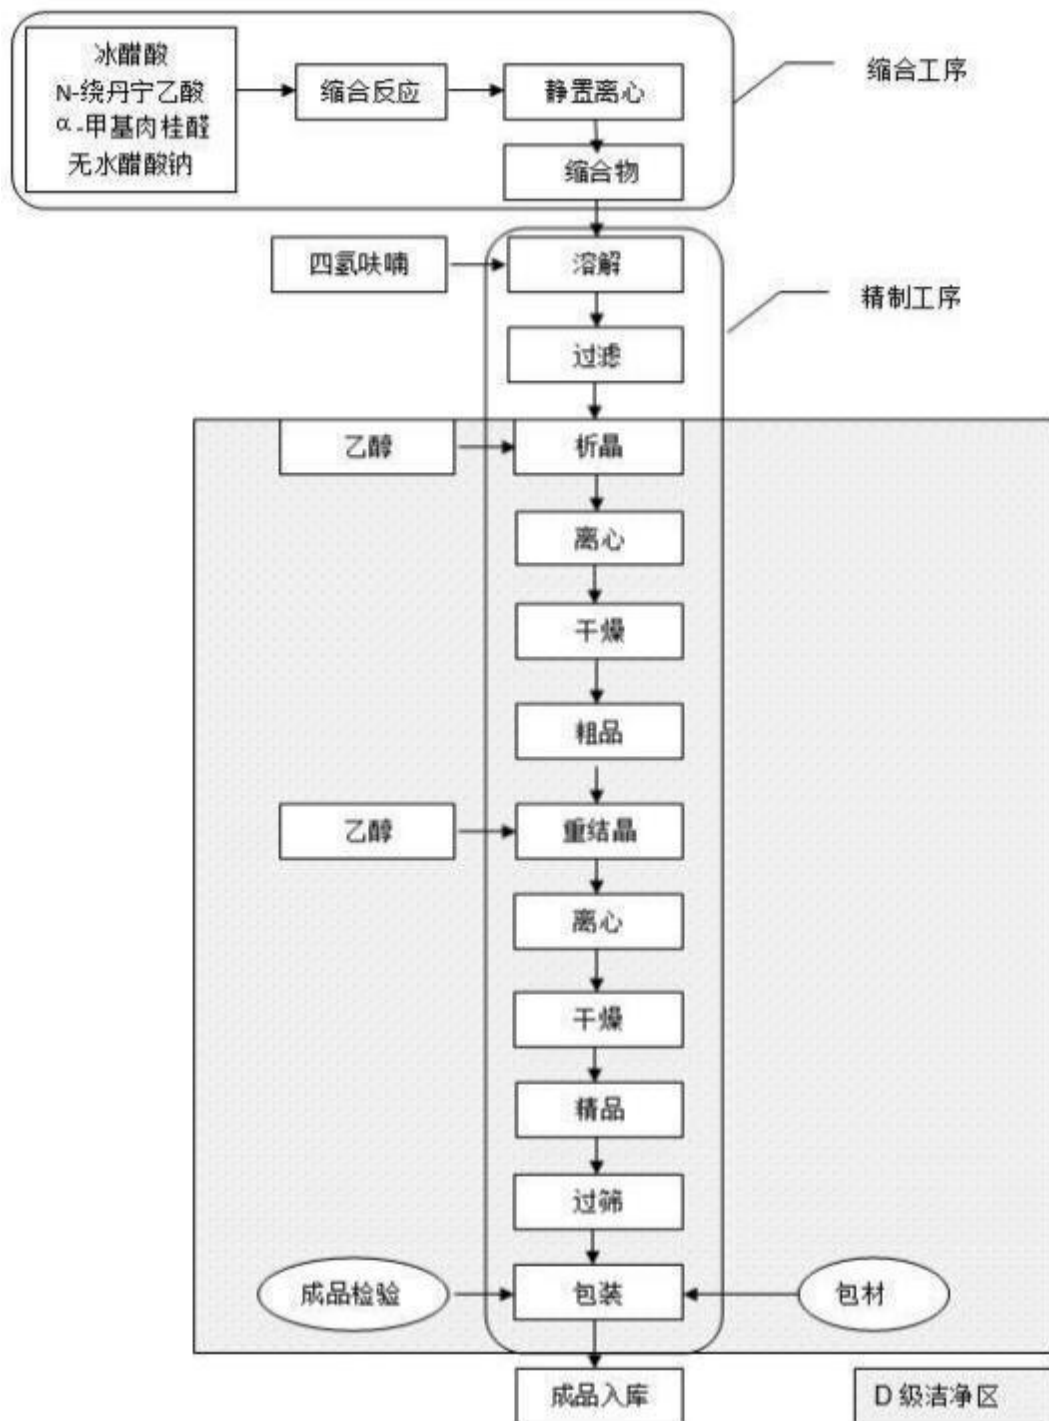 冰醋酸
N-绕丹宁乙酸
α-甲基肉桂醛
无水醋酸钠
缩合反应
静置离心
缩合工序
缩合物
四氢呋喃
溶解
精制工序
过滤
乙醇
析晶
离心
干燥
粗品
乙醇
重结晶
离心
干燥
精品
过筛
成品检验
包装
包材
成品入库
D级洁净区